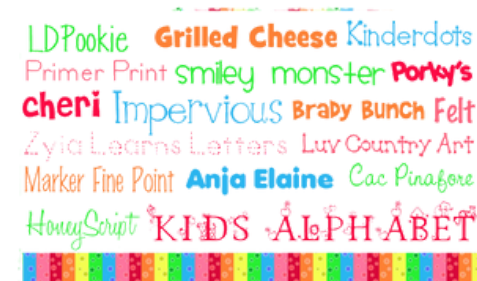 LDPookie Grilled Cheese Kinderdots
Primer Print smiley monster Porky's
cheri Impervious Brady Bunch Felt
Zyia Learns Letters Luv Country Art
Marker Fine Point Anja Elaine Cac Pinafore
HoneyScript KIDS ALPHABET